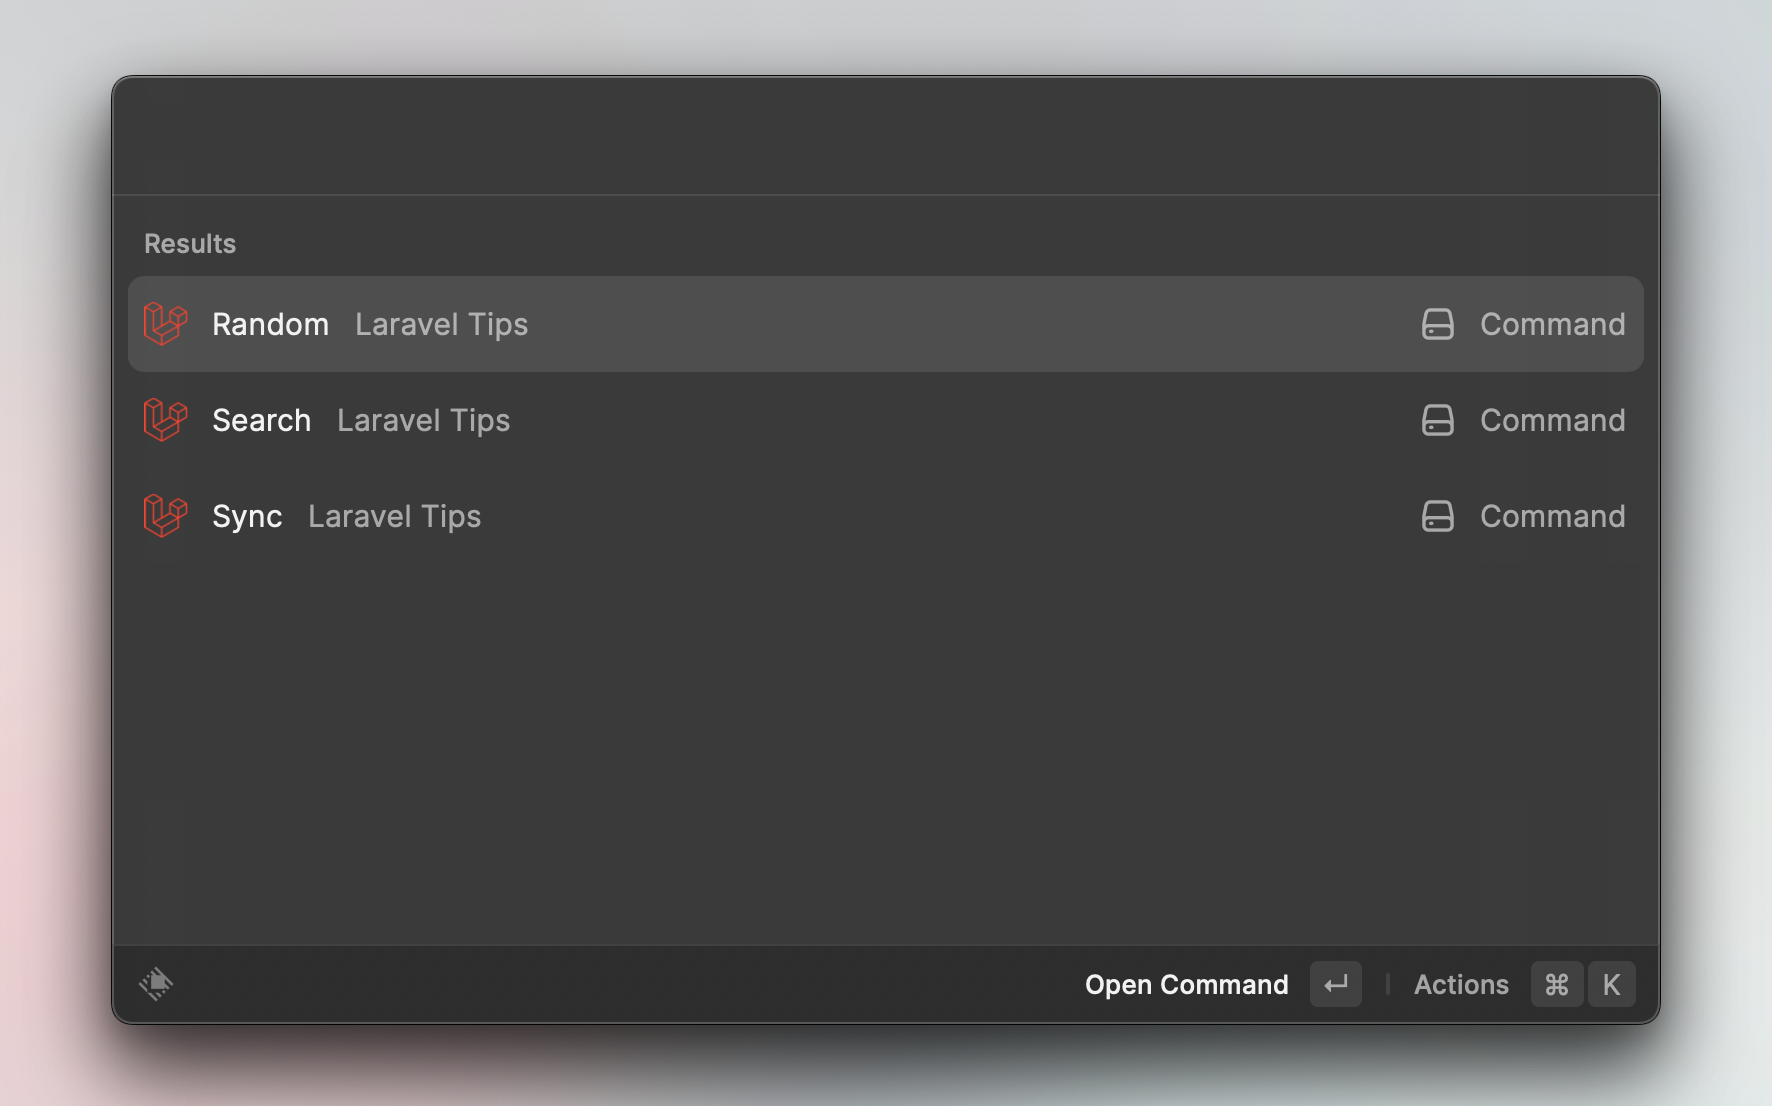 Results
Random Laravel Tips Command
Search Laravel Tips Command
Sync Laravel Tips Command
Open Command ↵ | Actions ⌘ K